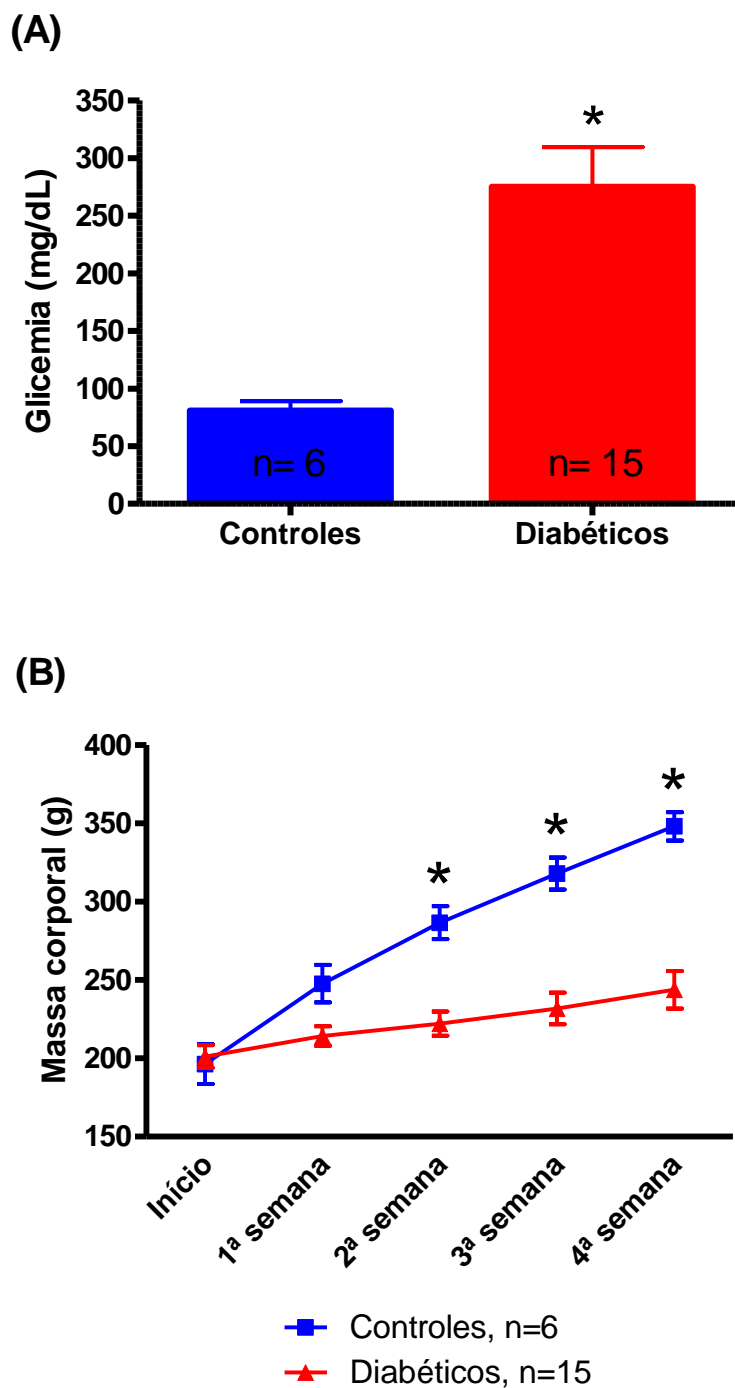 (A)
Glicemia (mg/dL)
350
300
250
200
150
100
50
0
*
n= 6
n= 15
Controles
Diabéticos
(B)
Massa corporal (g)
400
350
300
250
200
150
*
*
*
Início
1ª semana
2ª semana
3ª semana
4ª semana
Controles, n=6
Diabéticos, n=15